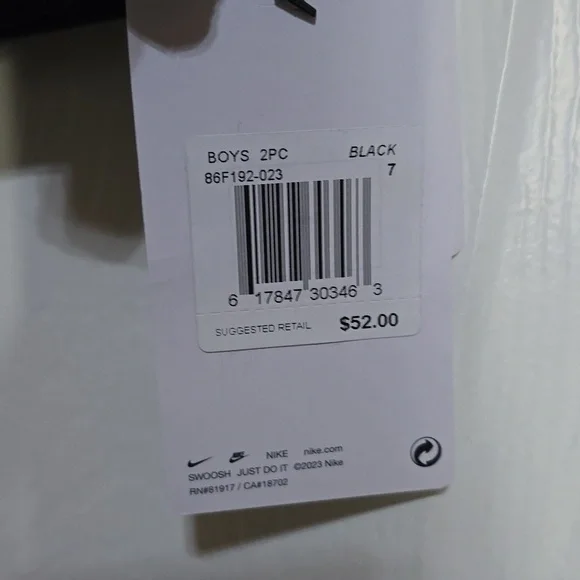 BOYS 2PC BLACK
86F192-023 7
6 17847 30346 3
SUGGESTED RETAIL $52.00
NIKE nike.com
SWOOSH JUST DO IT ©2023 Nike
RN#81917 / CA#18702